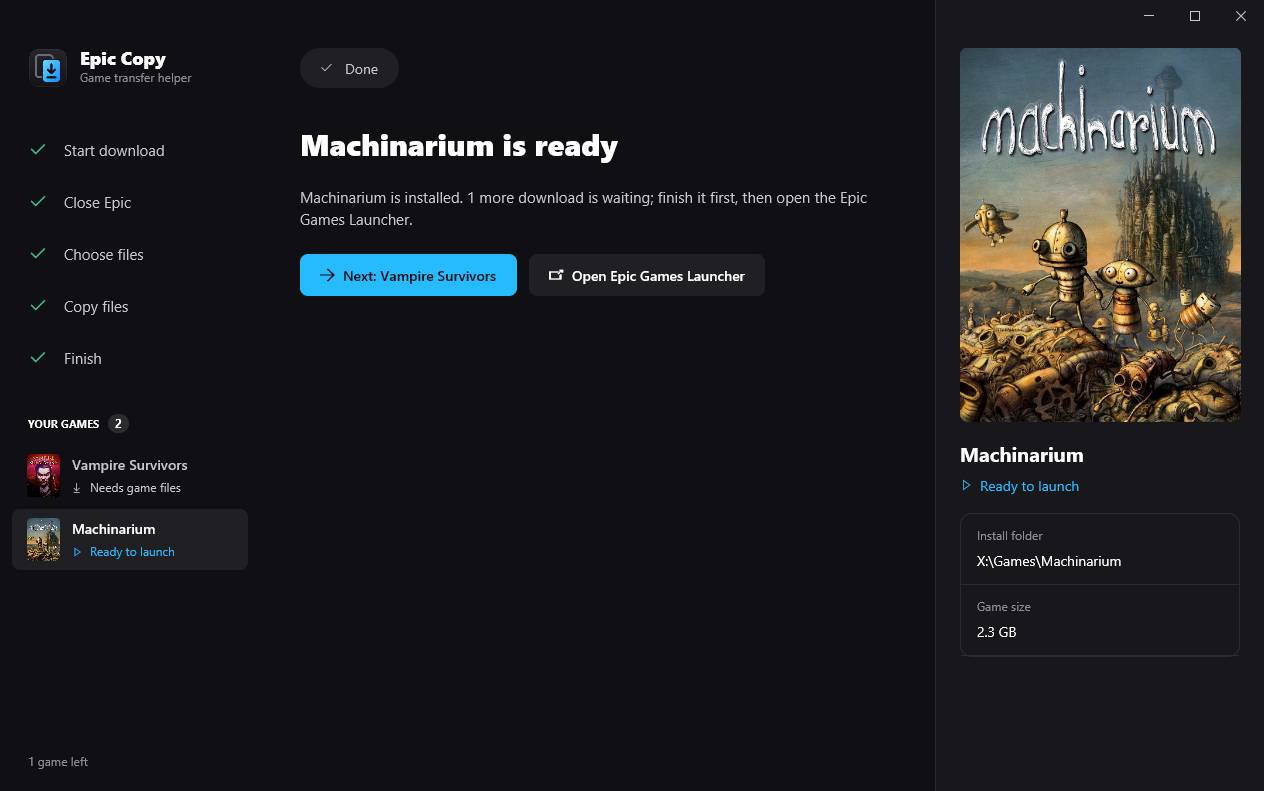 Epic Copy
Game transfer helper
Start download
Close Epic
Choose files
Copy files
Finish
YOUR GAMES 2
Vampire Survivors
Needs game files
Machinarium
Ready to launch
1 game left
Done
Machinarium is ready
Machinarium is installed. 1 more download is waiting; finish it first, then open the Epic
Games Launcher.
Next: Vampire Survivors
Open Epic Games Launcher
machinarium
Machinarium
Ready to launch
Install folder
X:\Games\Machinarium
Game size
2.3 GB